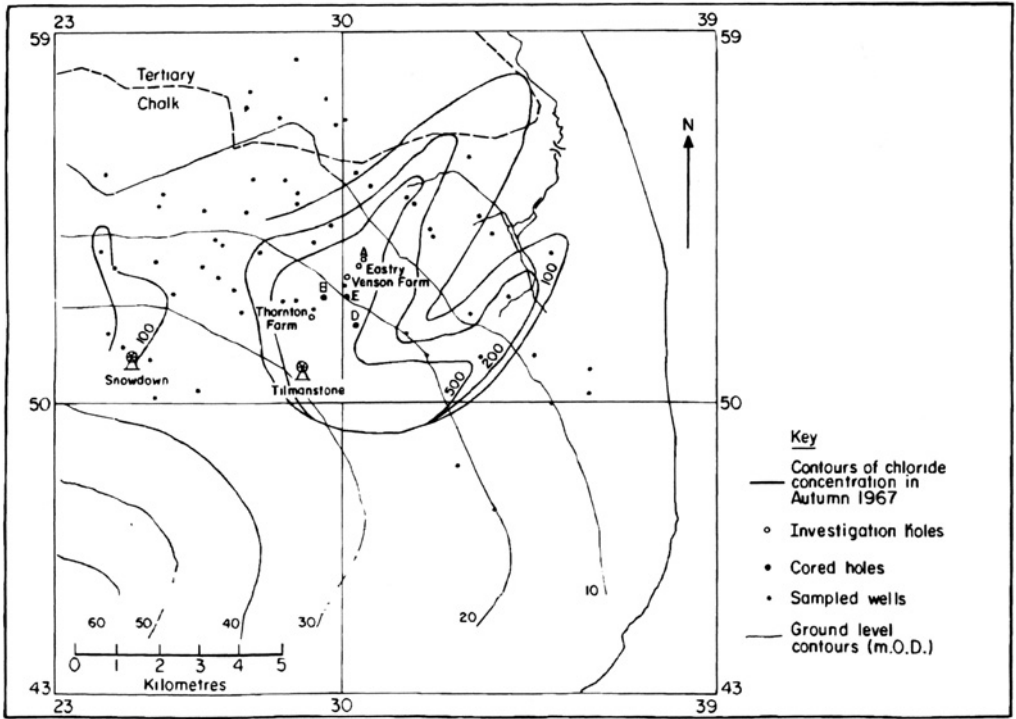 23
30
39
59
59
Tertiary
Chalk
N
A
Eastry
Venson Farm
B
E
Thornton
Farm
D
100
100
200
500
Snowdown
Tilmanstone
50
50
Key
Contours of chloride
concentration in
Autumn 1967
Investigation Holes
Cored holes
Sampled wells
Ground level
contours (m.O.D.)
60
50
40
30
20
10
0 1 2 3 4 5
Kilometres
43
43
23
30
39